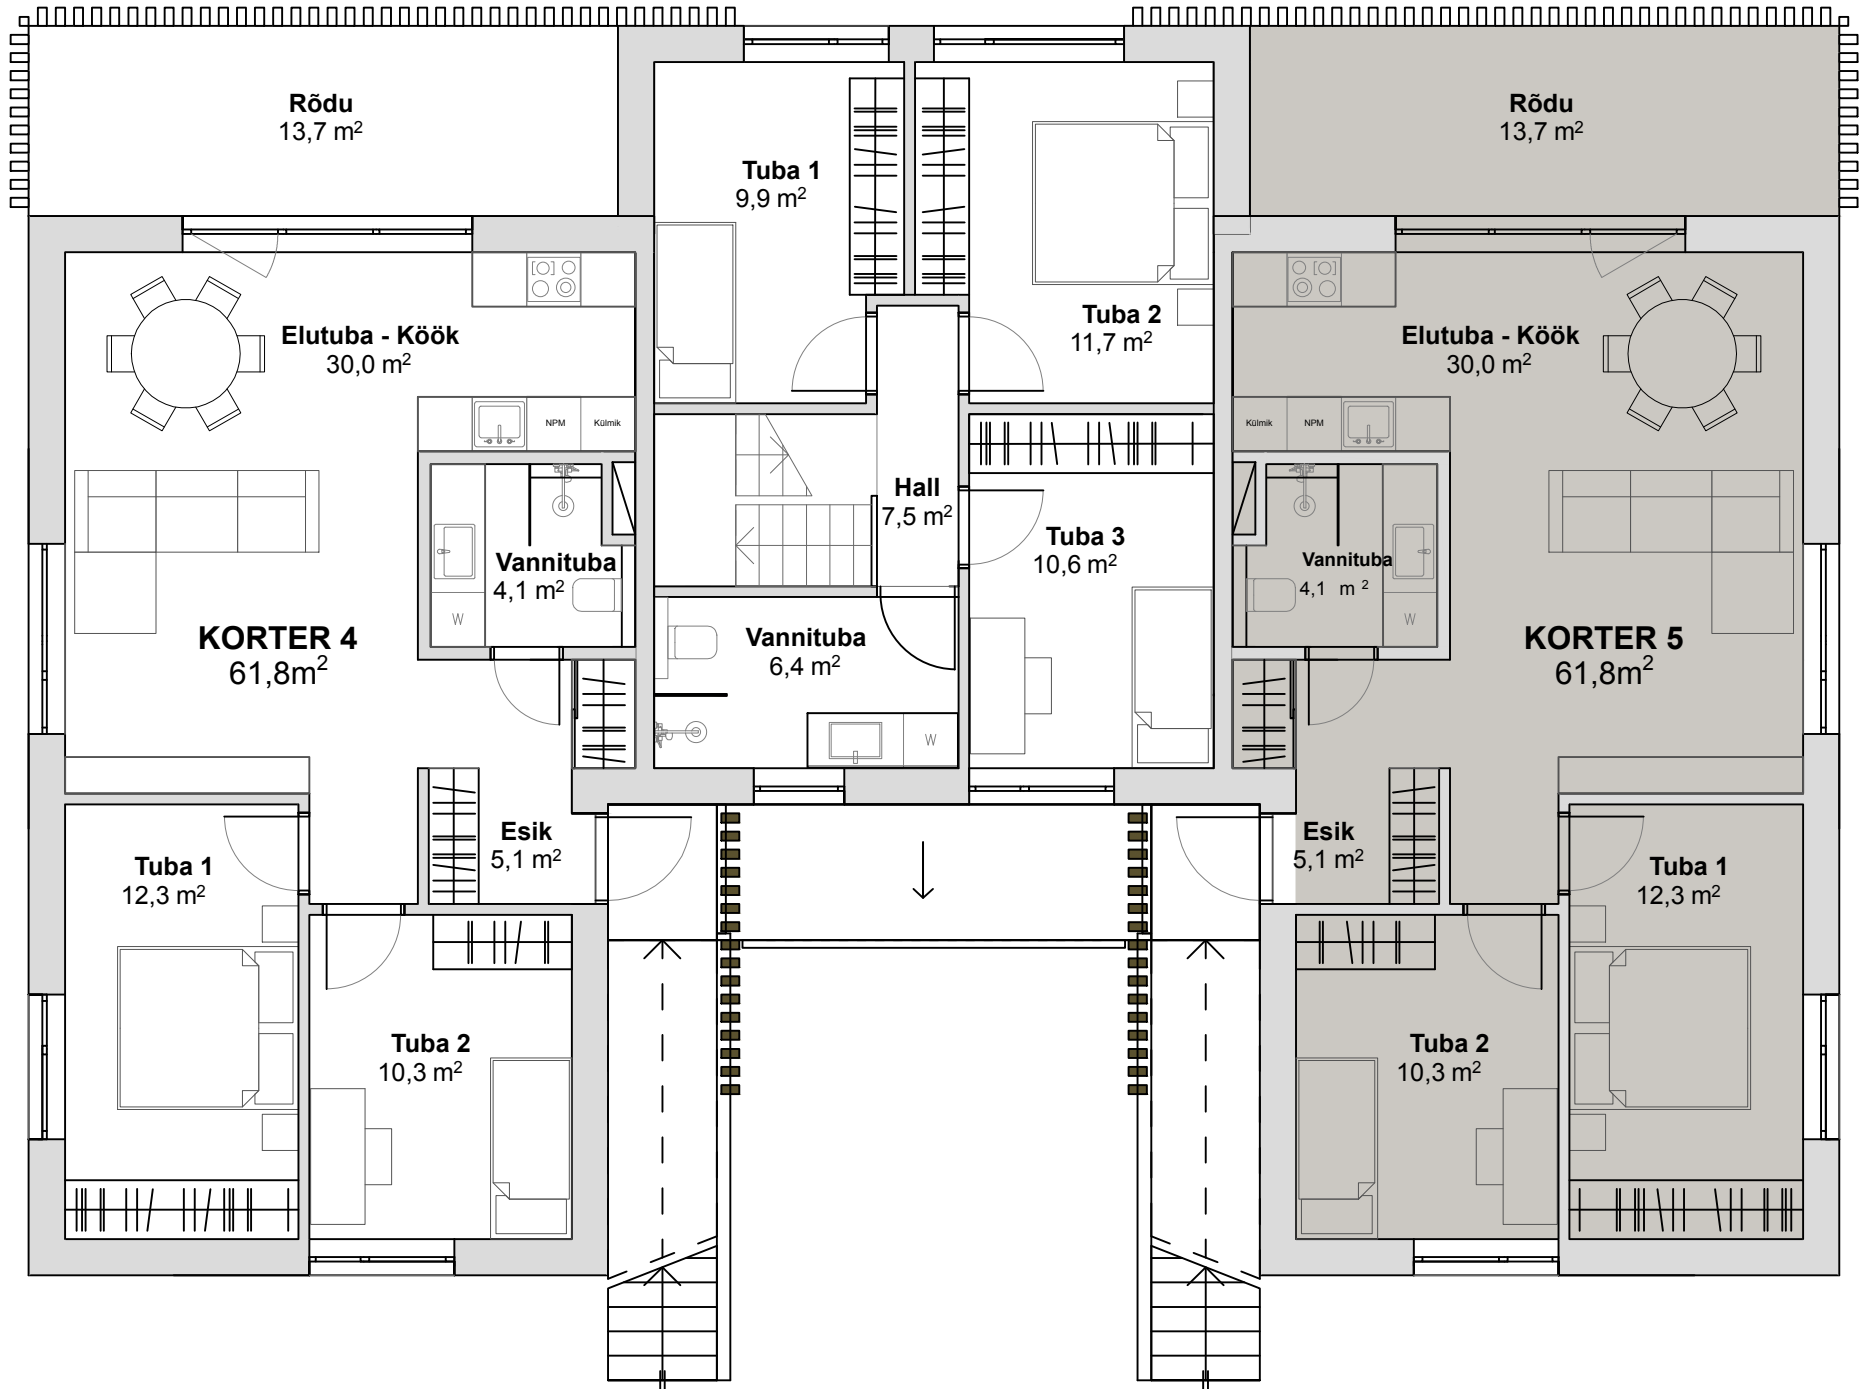 Rõdu
13,7 m²
Rõdu
13,7 m²
Tuba 1
9,9 m²
Tuba 2
11,7 m²
Elutuba - Köök
30,0 m²
Elutuba - Köök
30,0 m²
NPM
Külmik
Külmik
NPM
Hall
7,5 m²
Tuba 3
10,6 m²
Vannituba
4,1 m²
W
Vannituba
4,1 m ²
W
KORTER 4
61,8m²
Vannituba
6,4 m²
W
KORTER 5
61,8m²
Esik
5,1 m²
Esik
5,1 m²
Tuba 1
12,3 m²
Tuba 1
12,3 m²
Tuba 2
10,3 m²
Tuba 2
10,3 m²